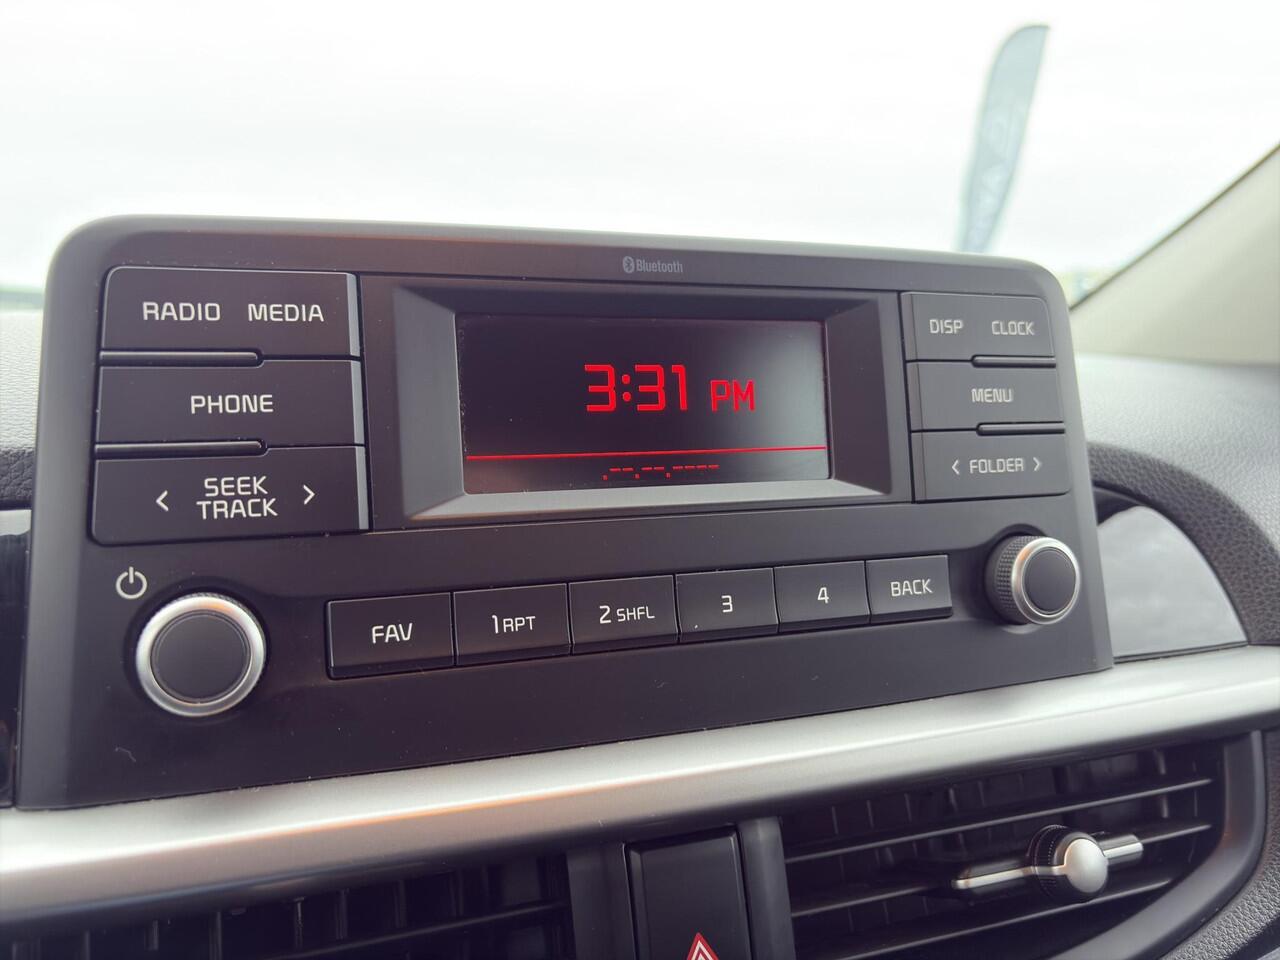 Bluetooth
RADIO MEDIA
PHONE
< SEEK TRACK >
3:31 PM
.--.--.----
DISP CLOCK
MENU
< FOLDER >
FAV
1 RPT
2 SHFL
3
4
BACK